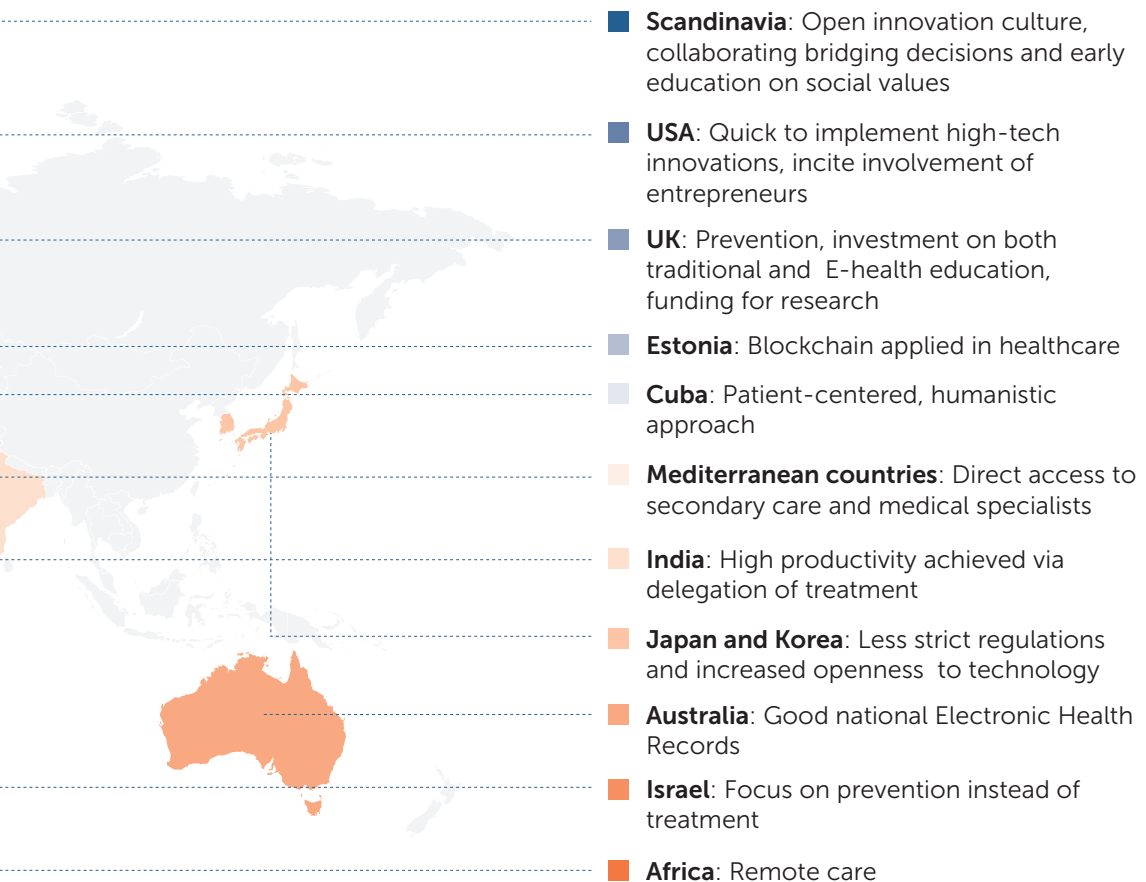 Scandinavia: Open innovation culture,
collaborating bridging decisions and early
education on social values
USA: Quick to implement high-tech
innovations, incite involvement of
entrepreneurs
UK: Prevention, investment on both
traditional and  E-health education,
funding for research
Estonia: Blockchain applied in healthcare
Cuba: Patient-centered, humanistic
approach
Mediterranean countries: Direct access to
secondary care and medical specialists
India: High productivity achieved via
delegation of treatment
Japan and Korea: Less strict regulations
and increased openness  to technology
Australia: Good national Electronic Health
Records
Israel: Focus on prevention instead of
treatment
Africa: Remote care